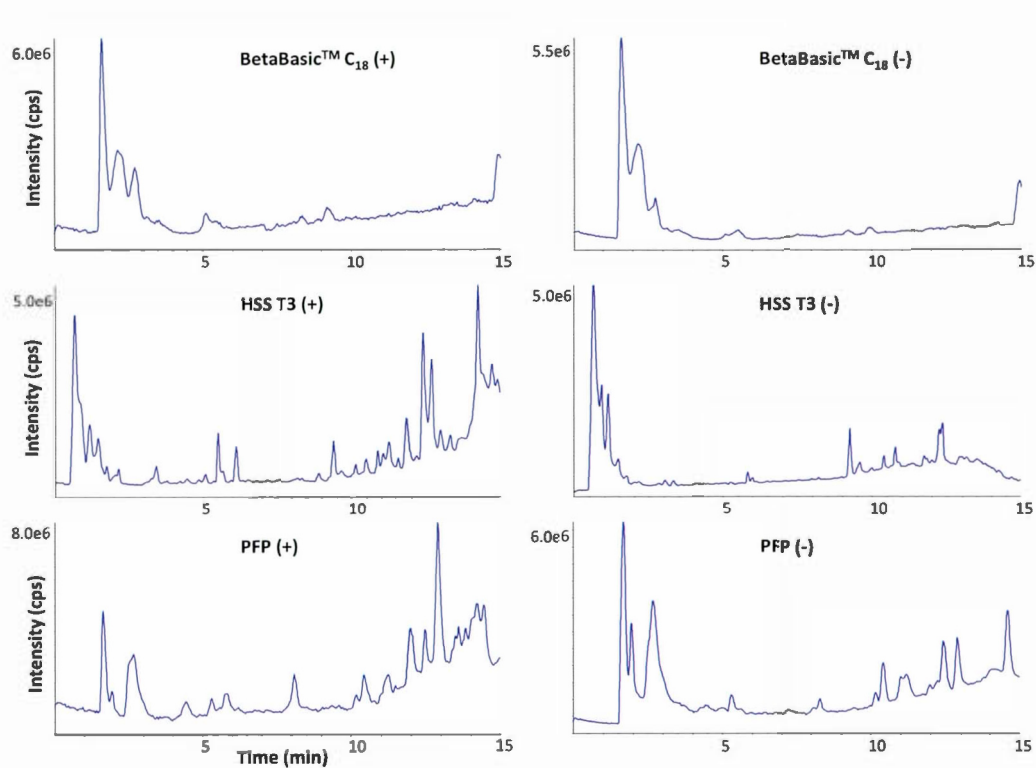 6.0e6
BetaBasic™ C₁₈ (+)
Intensity (cps)
5
10
15
5.5e6
BetaBasic™ C₁₈ (-)
5
10
15
5.0e6
HSS T3 (+)
Intensity (cps)
5
10
5.0e6
HSS T3 (-)
5
10
15
8.0e6
PFP (+)
Intensity (cps)
5
10
15
Time (min)
6.0e6
PFP (-)
5
10
15